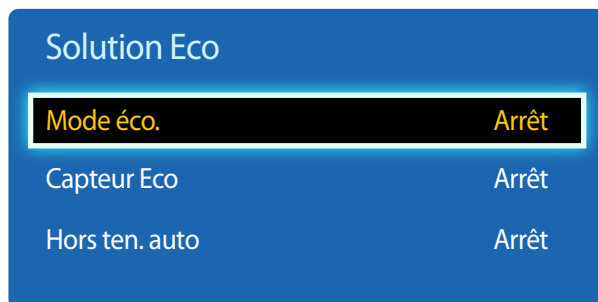 Solution Eco
Mode éco. Arrêt
Capteur Eco Arrêt
Hors ten. auto Arrêt